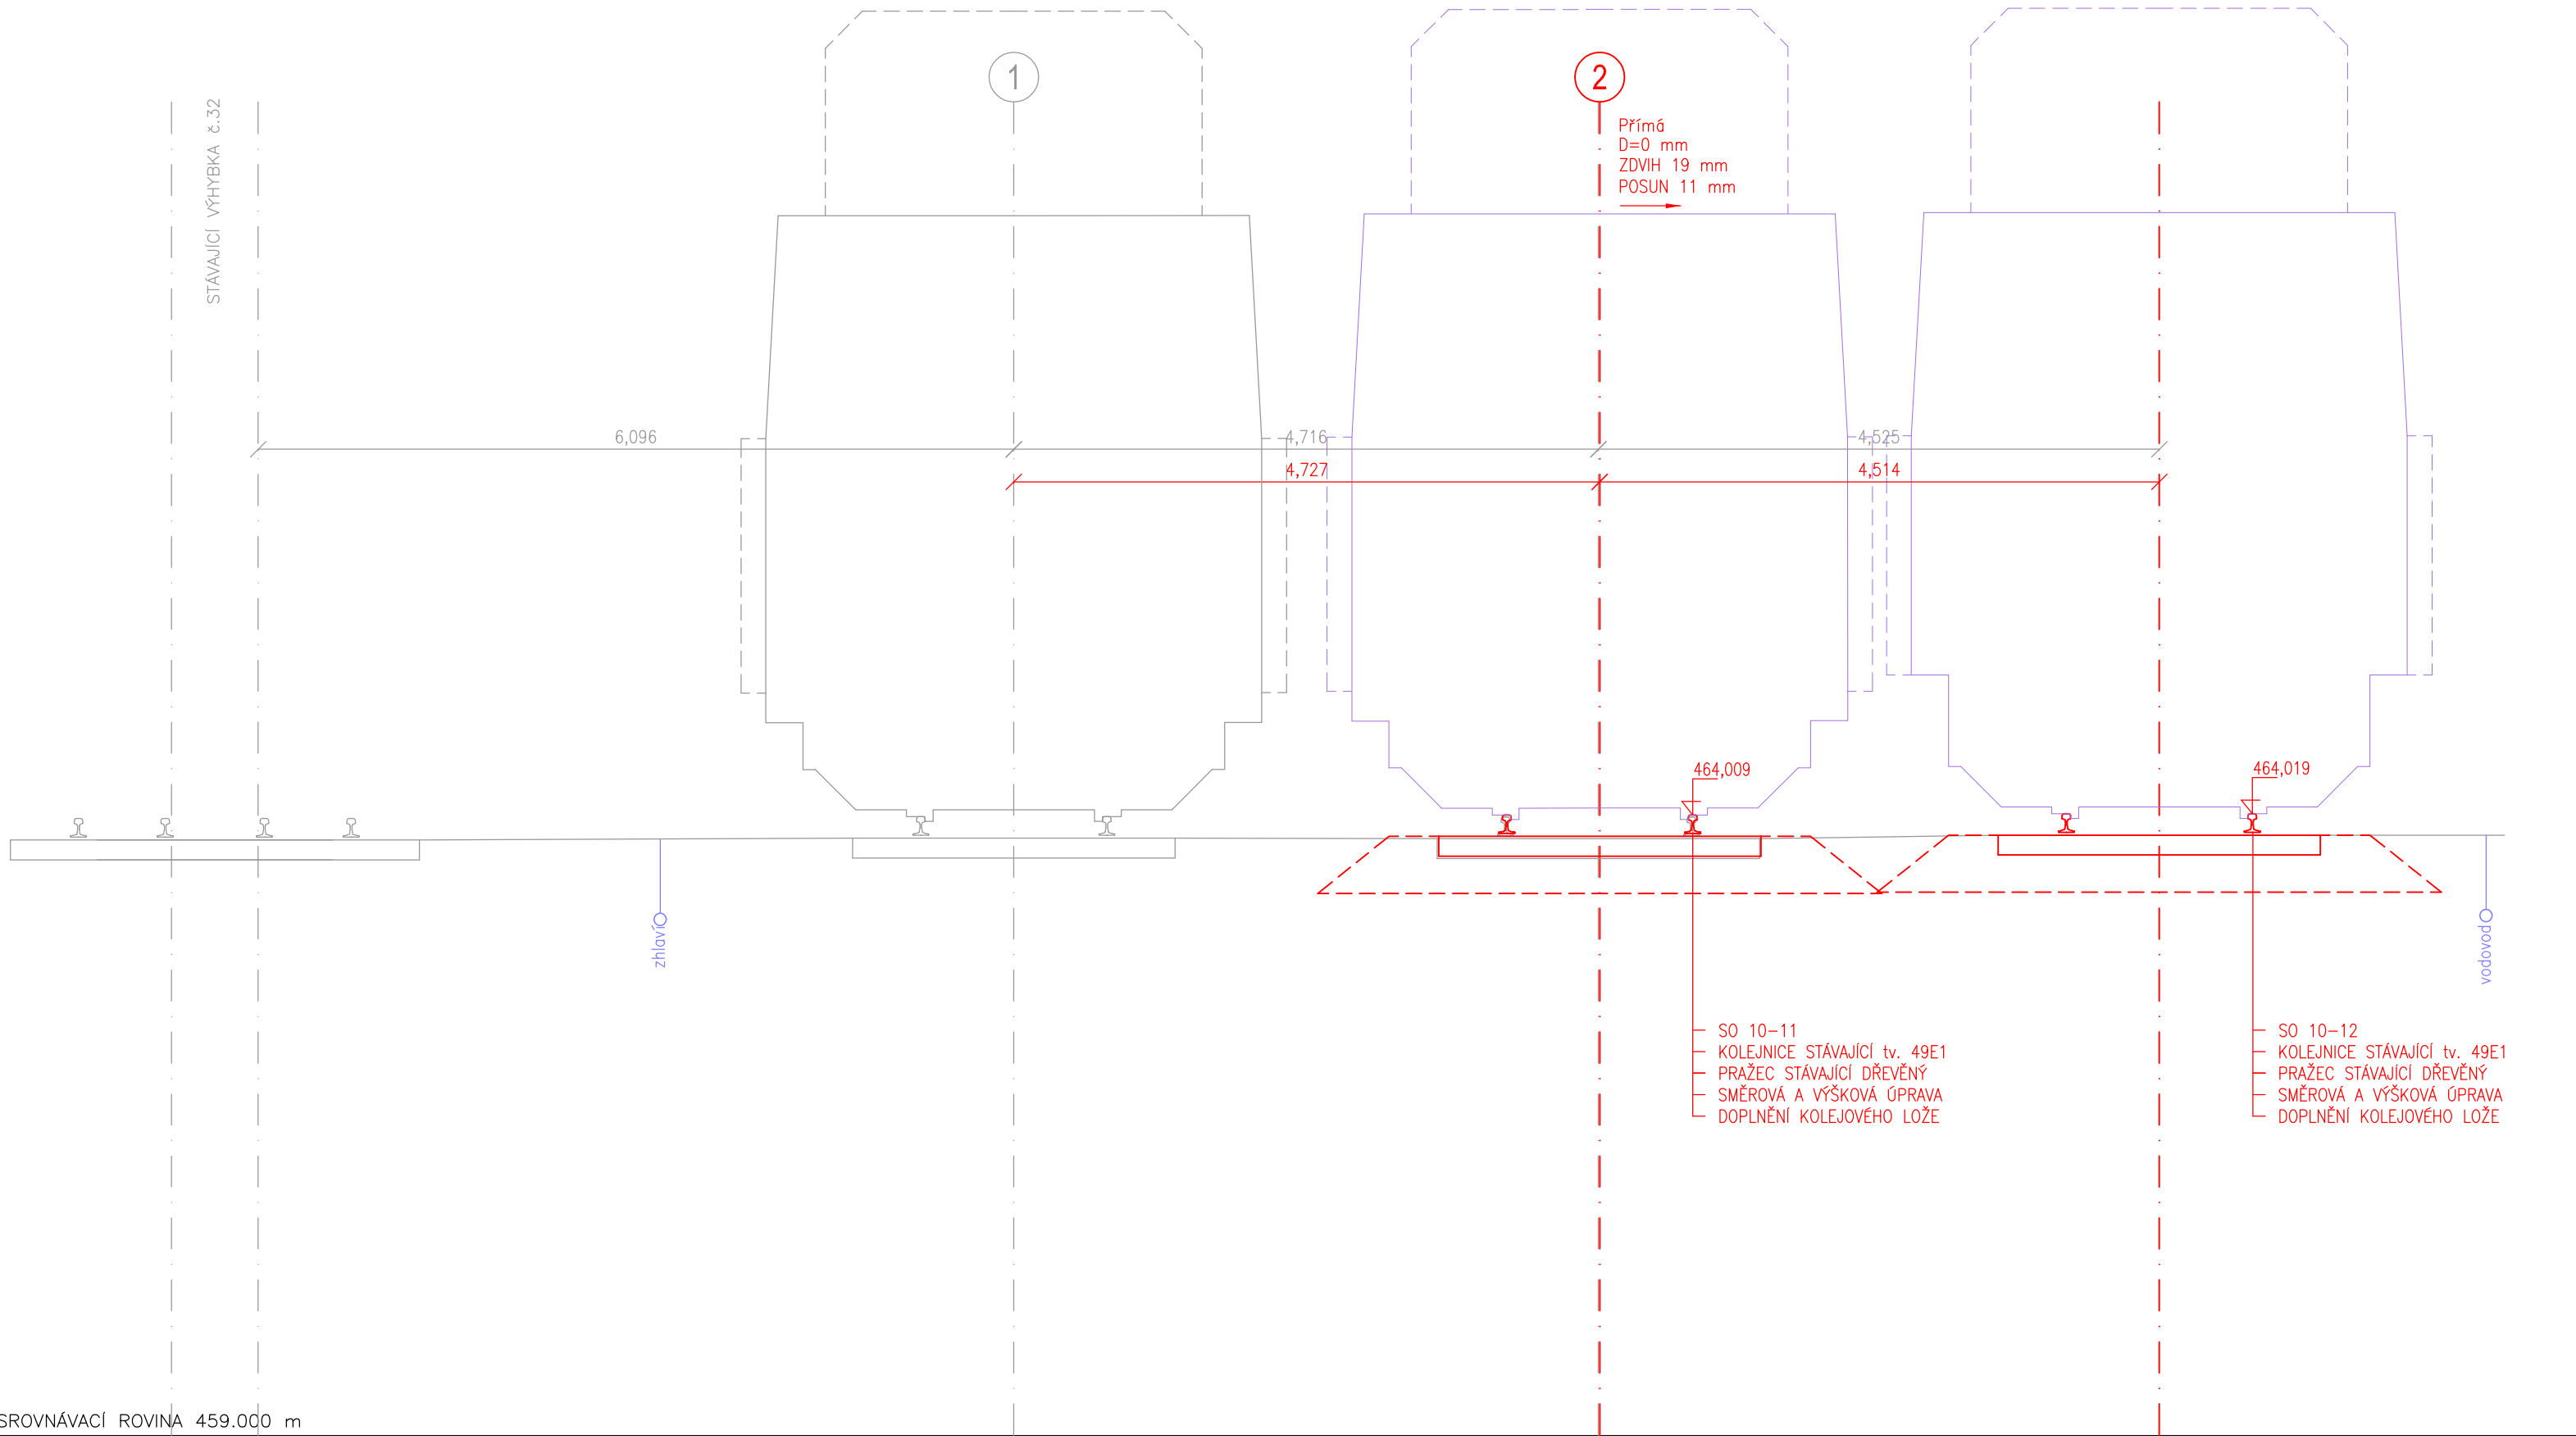 STÁVAJÍCÍ VÝHYBKA č.32
1
2
Přímá
D=0 mm
ZDVIH 19 mm
POSUN 11 mm
6,096
4,716
4,525
4,727
4,514
464,009
464,019
zhlaví
vodovod
SO 10-11
KOLEJNICE STÁVAJÍCÍ tv. 49E1
PRAŽEC STÁVAJÍCÍ DŘEVĚNÝ
SMĚROVÁ A VÝŠKOVÁ ÚPRAVA
DOPLNĚNÍ KOLEJOVÉHO LOŽE
SO 10-12
KOLEJNICE STÁVAJÍCÍ tv. 49E1
PRAŽEC STÁVAJÍCÍ DŘEVĚNÝ
SMĚROVÁ A VÝŠKOVÁ ÚPRAVA
DOPLNĚNÍ KOLEJOVÉHO LOŽE
SROVNÁVACÍ ROVINA 459.000 m